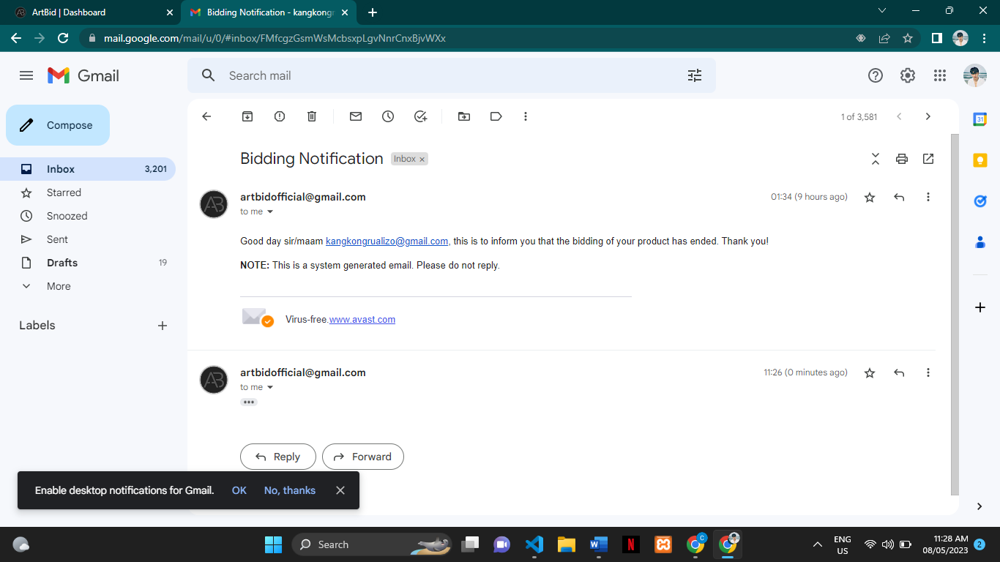 ArtBid | Dashboard
Bidding Notification - kangkongr
mail.google.com/mail/u/0/#inbox/FMfcgzGsmWsMcbsxpLgvNnrCnxBjvWXx
Gmail
Search mail
Compose
1 of 3,581
31
Inbox 3,201
Starred
Snoozed
Sent
Drafts 19
More
Labels
Bidding Notification Inbox ×
AB
artbidofficial@gmail.com 01:34 (9 hours ago)
to me
Good day sir/maam kangkongrualizo@gmail.com, this is to inform you that the bidding of your product has ended. Thank you!
NOTE: This is a system generated email. Please do not reply.
Virus-free.www.avast.com
AB
artbidofficial@gmail.com 11:26 (0 minutes ago)
to me
Reply Forward
Enable desktop notifications for Gmail. OK No, thanks
Search
W
N
C
ENG
US
11:28 AM
08/05/2023
2